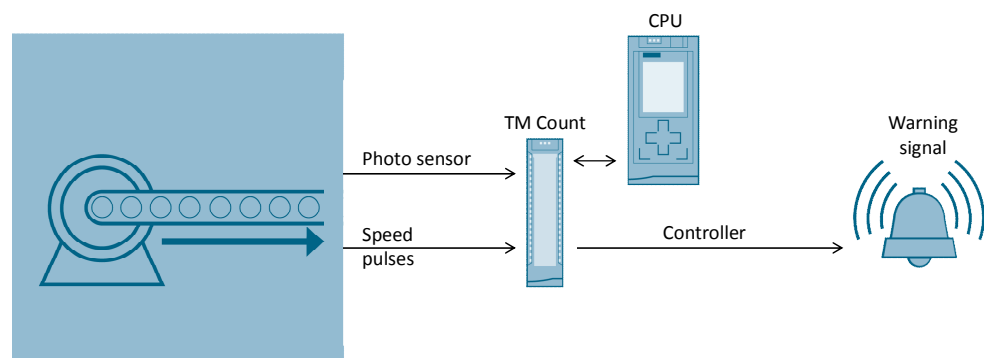 CPU
TM Count
Warning
signal
Photo sensor
Speed
pulses
Controller